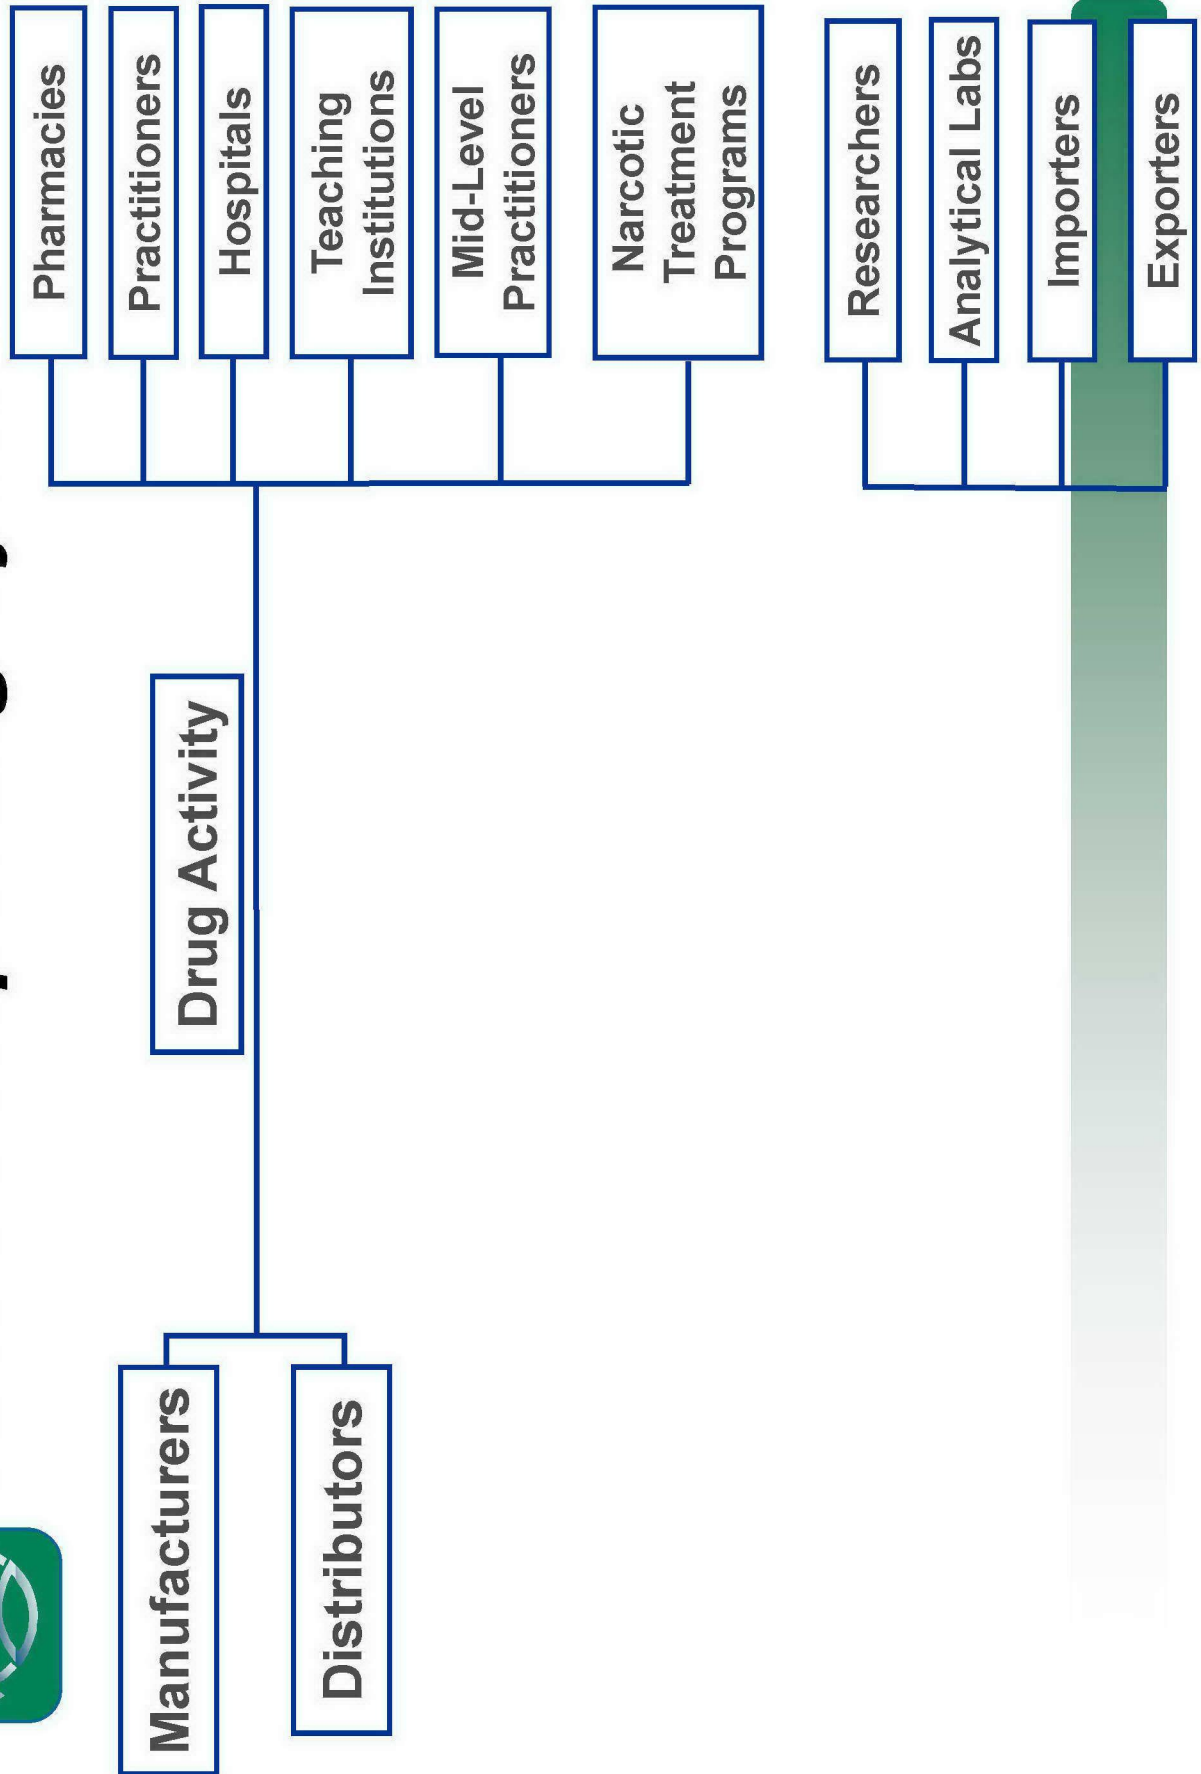 Manufacturers
Distributors
Drug Activity
Pharmacies
Practitioners
Hospitals
Teaching
Institutions
Mid-Level
Practitioners
Narcotic
Treatment
Programs
Researchers
Analytical Labs
Importers
Exporters